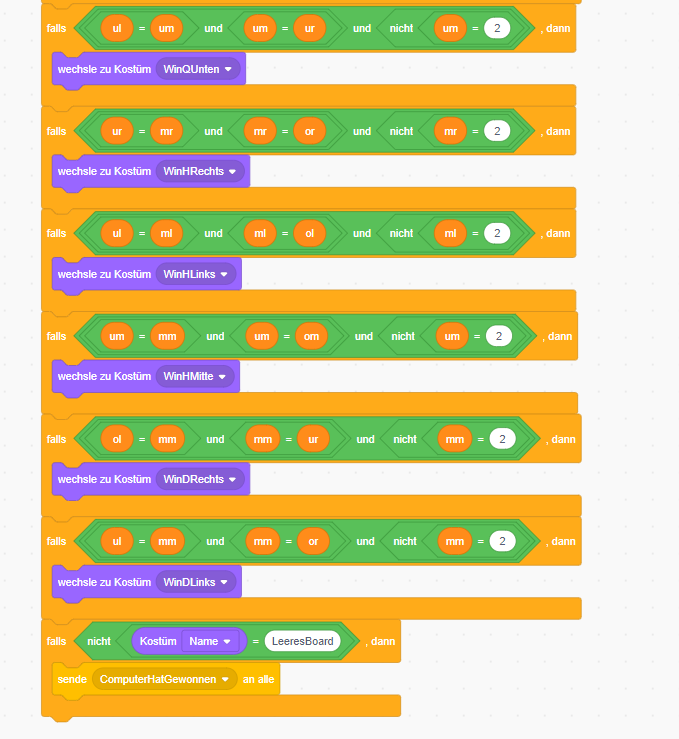 falls ul = um und um = ur und nicht um = 2 , dann
wechsle zu Kostüm WinQUnten
falls ur = mr und mr = or und nicht mr = 2 , dann
wechsle zu Kostüm WinHRechts
falls ul = ml und ml = ol und nicht ml = 2 , dann
wechsle zu Kostüm WinHLinks
falls um = mm und um = om und nicht um = 2 , dann
wechsle zu Kostüm WinHMitte
falls ol = mm und mm = ur und nicht mm = 2 , dann
wechsle zu Kostüm WinDRechts
falls ul = mm und mm = or und nicht mm = 2 , dann
wechsle zu Kostüm WinDLinks
falls nicht Kostüm Name = LeeresBoard , dann
sende ComputerHatGewonnen an alle